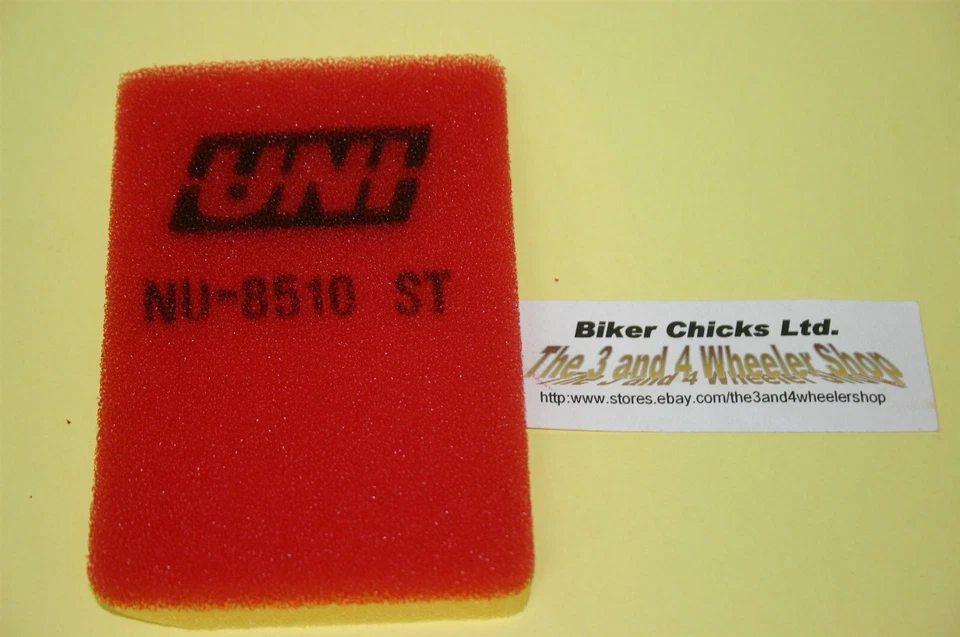 UNI
NU-8510 ST
Biker Chicks Ltd.
The 3 and 4 Wheeler Shop
http:www.stores.ebay.com/the3and4wheelershop